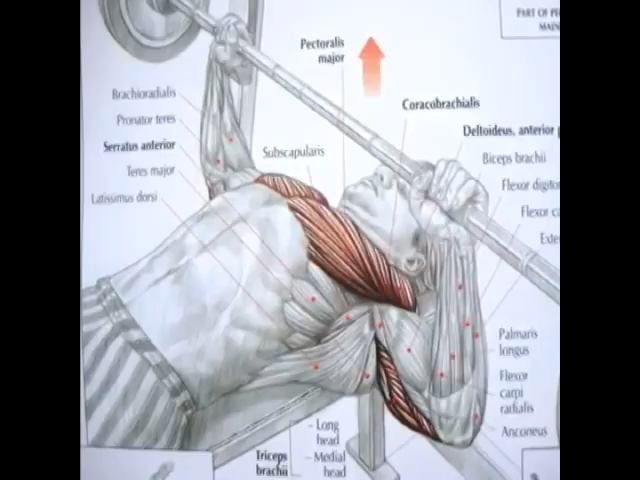 PART OF PE
MAIN
Pectoralis
major
Brachioradialis
Coracobrachialis
Pronator teres
Deltoideus, anterior p
Serratus anterior
Subscapularis
Biceps brachii
Teres major
Flexor digito
Latissimus dorsi
Flexor ca
Exte
Palmaris
longus
Flexor
carpi
radialis
Anconeus
Triceps
brachii
Long
head
Medial
head